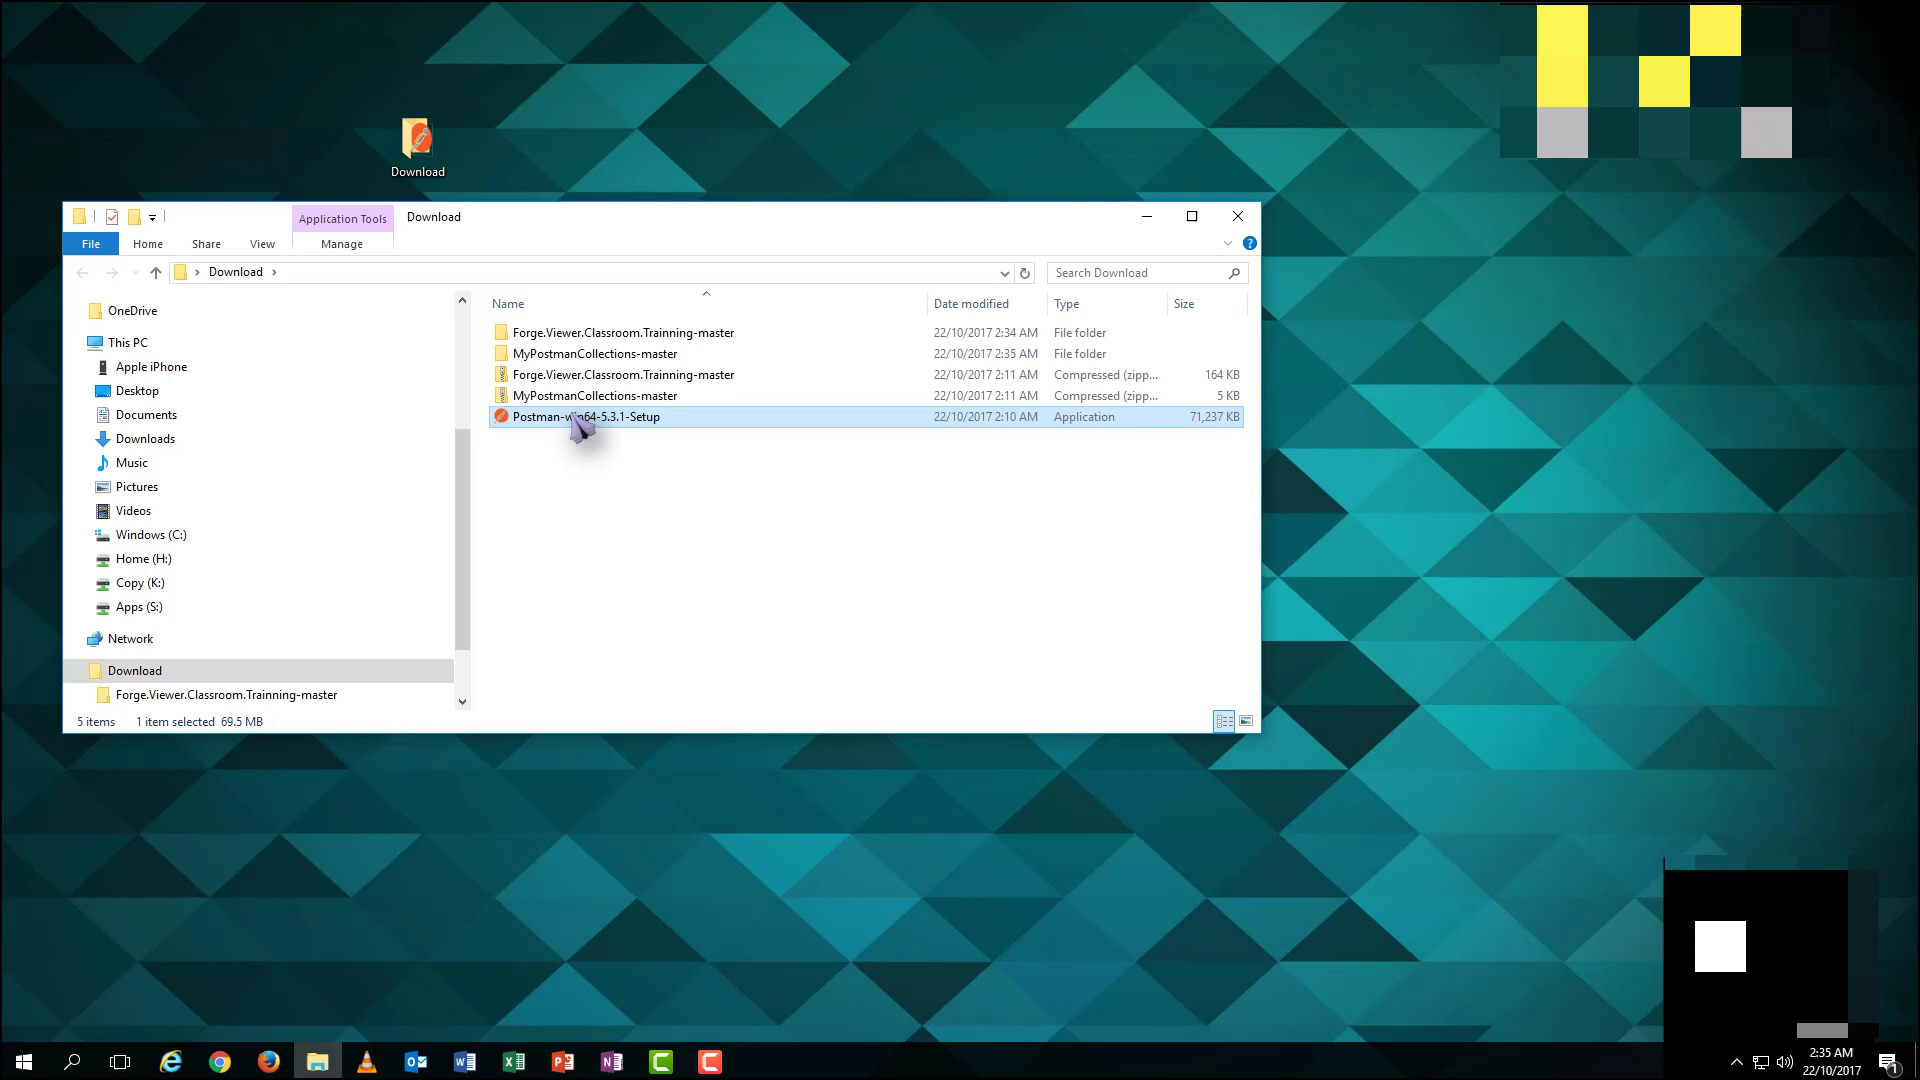 Download
Application Tools
Download
File
Home
Share
View
Manage
Download
Search Download
OneDrive
This PC
Apple iPhone
Desktop
Documents
Downloads
Music
Pictures
Videos
Windows (C:)
Home (H:)
Copy (K:)
Apps (S:)
Network
Download
Forge.Viewer.Classroom.Trainning-master
Name Date modified Type Size
Forge.Viewer.Classroom.Trainning-master 22/10/2017 2:34 AM File folder
MyPostmanCollections-master 22/10/2017 2:35 AM File folder
Forge.Viewer.Classroom.Trainning-master 22/10/2017 2:11 AM Compressed (zipp... 164 KB
MyPostmanCollections-master 22/10/2017 2:11 AM Compressed (zipp... 5 KB
Postman-win64-5.3.1-Setup 22/10/2017 2:10 AM Application 71,237 KB
5 items 1 item selected 69.5 MB
2:35 AM
22/10/2017
1